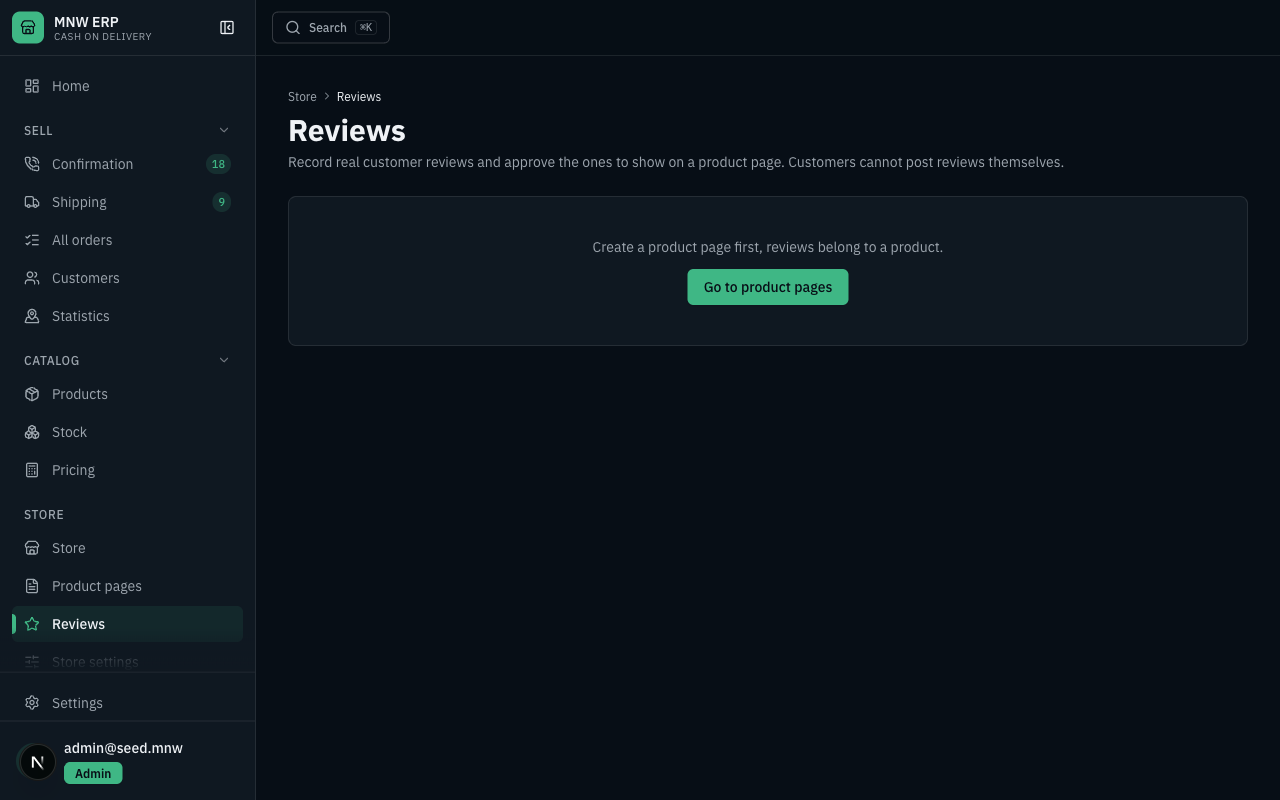 MNW ERP
CASH ON DELIVERY
Search ⌘K
Home
SELL
Confirmation 18
Shipping 9
All orders
Customers
Statistics
CATALOG
Products
Stock
Pricing
STORE
Store
Product pages
Reviews
Store settings
Settings
N
admin@seed.mnw
Admin
Store > Reviews
Reviews
Record real customer reviews and approve the ones to show on a product page. Customers cannot post reviews themselves.
Create a product page first, reviews belong to a product.
Go to product pages